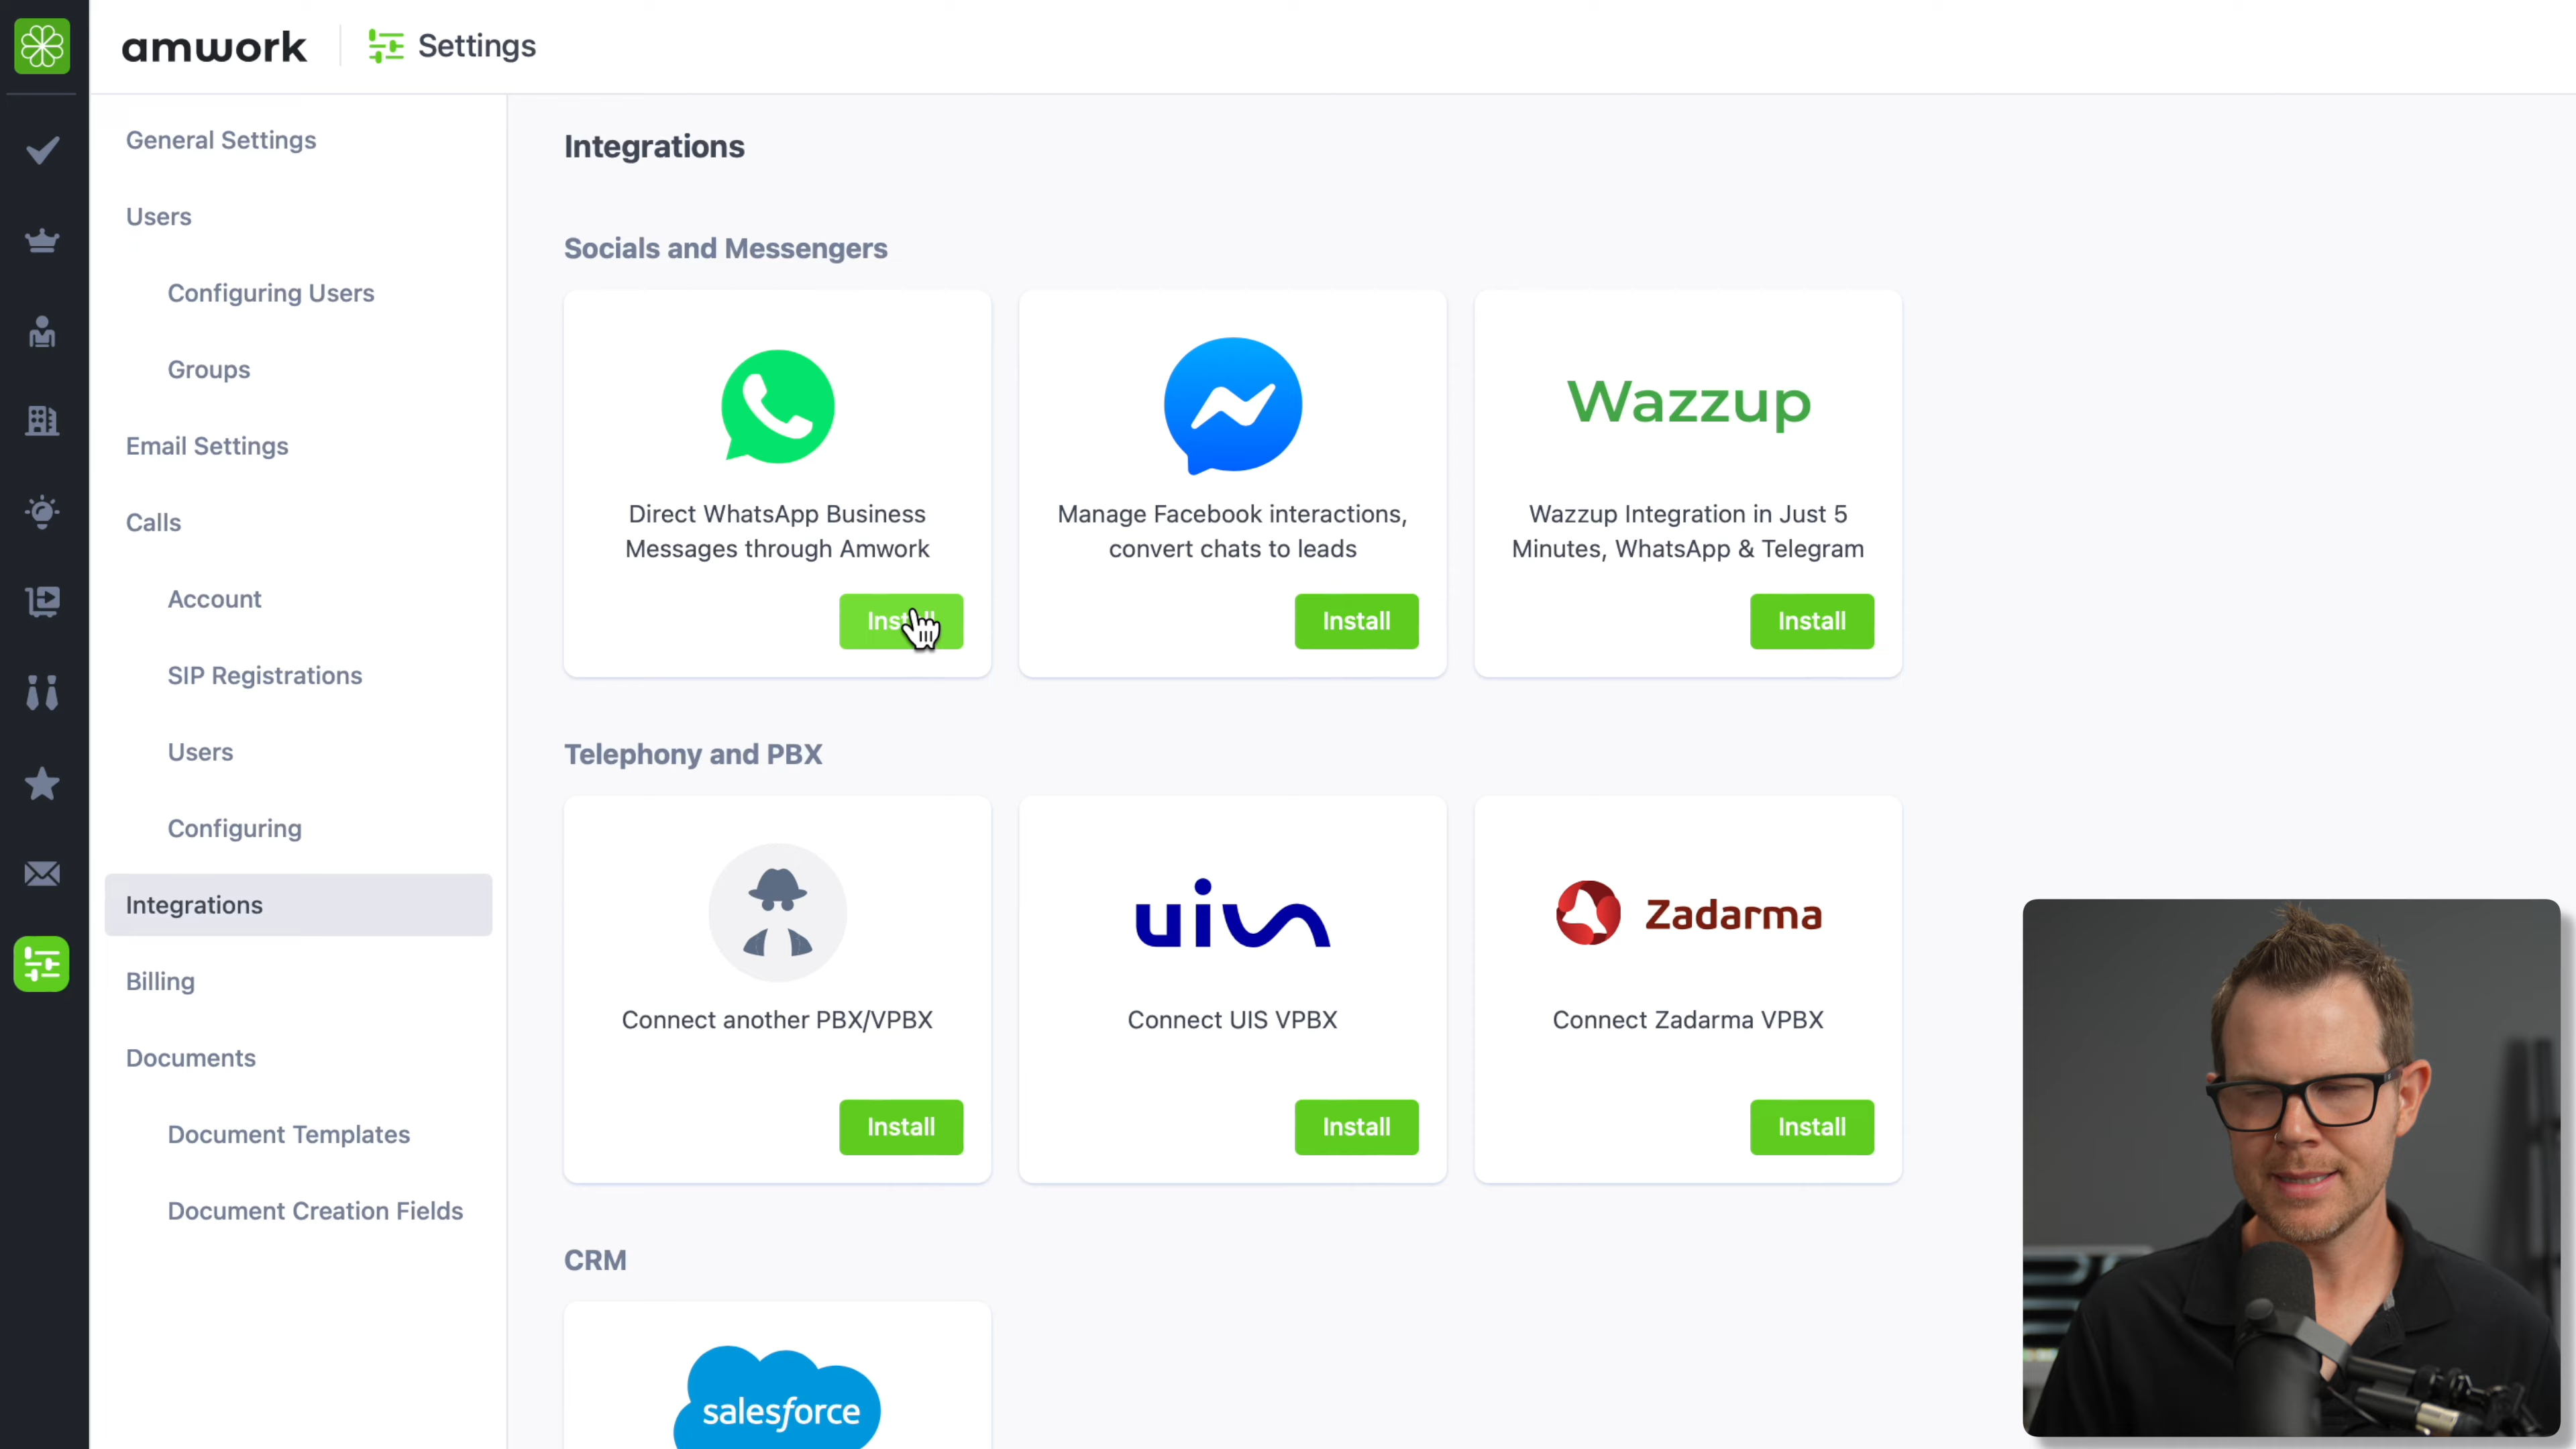 amwork
Settings
General Settings
Users
Configuring Users
Groups
Email Settings
Calls
Account
SIP Registrations
Users
Configuring
Integrations
Billing
Documents
Document Templates
Document Creation Fields
Integrations
Socials and Messengers
Direct WhatsApp Business
Messages through Amwork
Install
Manage Facebook interactions,
convert chats to leads
Install
Wazzup
Wazzup Integration in Just 5
Minutes, WhatsApp & Telegram
Install
Telephony and PBX
Connect another PBX/VPBX
Install
uis
Connect UIS VPBX
Install
Zadarma
Connect Zadarma VPBX
Install
CRM
salesforce